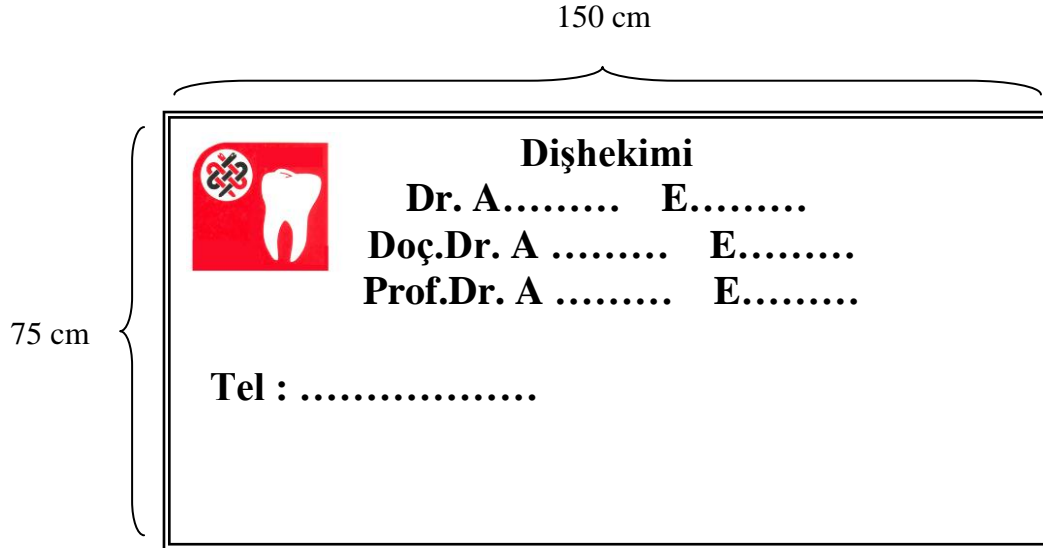 150 cm
Dişhekimi
Dr. A......... E.........
Doç.Dr. A ......... E.........
Prof.Dr. A ......... E.........
75 cm
Tel : ..................